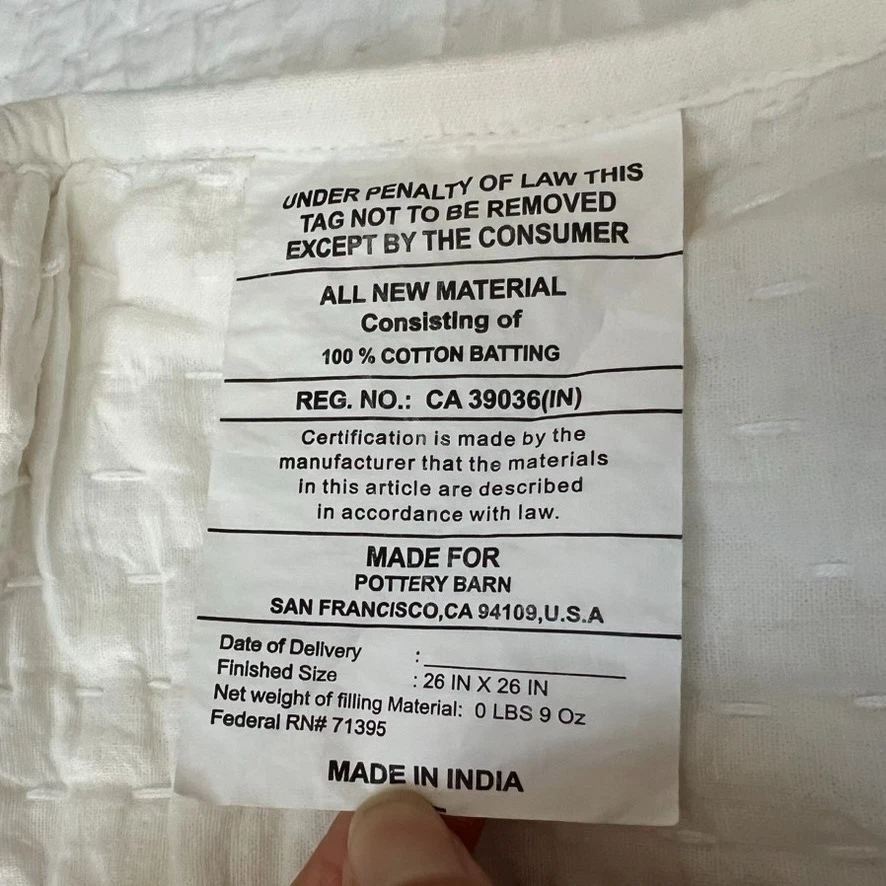 UNDER PENALTY OF LAW THIS
TAG NOT TO BE REMOVED
EXCEPT BY THE CONSUMER
ALL NEW MATERIAL
Consisting of
100 % COTTON BATTING
REG. NO.: CA 39036(IN)
Certification is made by the
manufacturer that the materials
in this article are described
in accordance with law.
MADE FOR
POTTERY BARN
SAN FRANCISCO,CA 94109,U.S.A
Date of Delivery :
Finished Size : 26 IN X 26 IN
Net weight of filling Material: 0 LBS 9 Oz
Federal RN# 71395
MADE IN INDIA